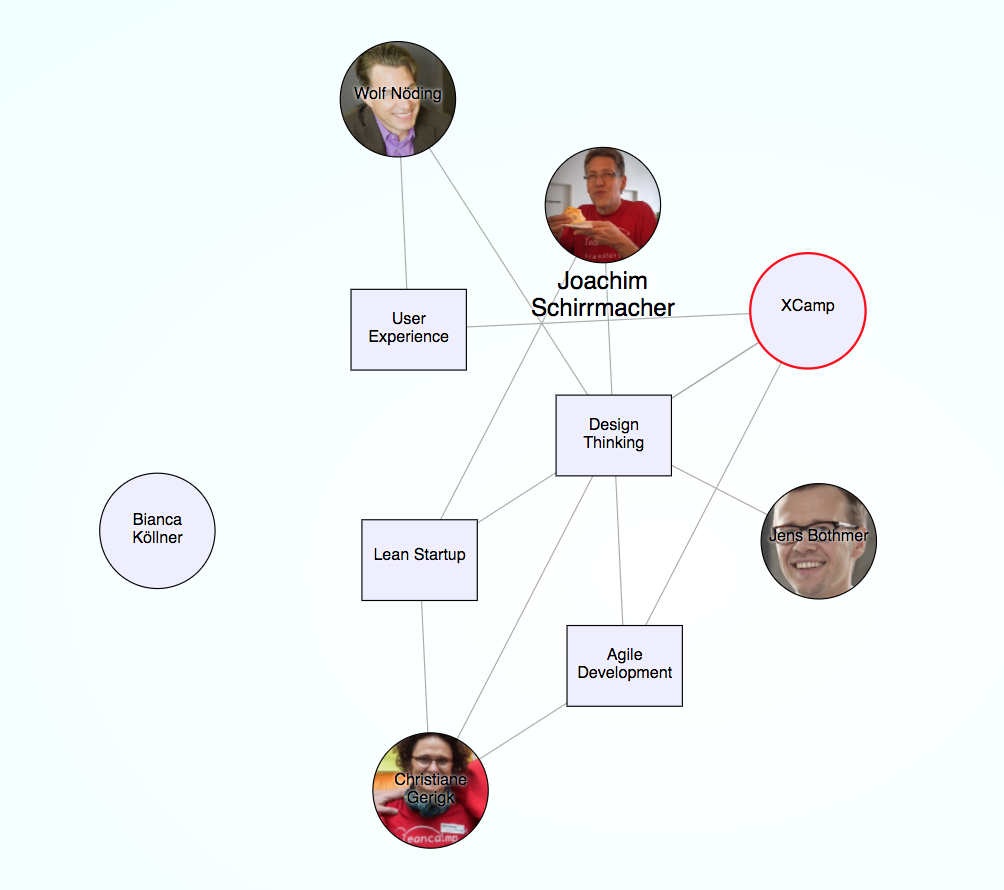 Wolf Nöding
Joachim
Schirrmacher
XCamp
User
Experience
Design
Thinking
Bianca
Köllner
Lean Startup
Jens Bothmer
Agile
Development
Christiane
Gerigk